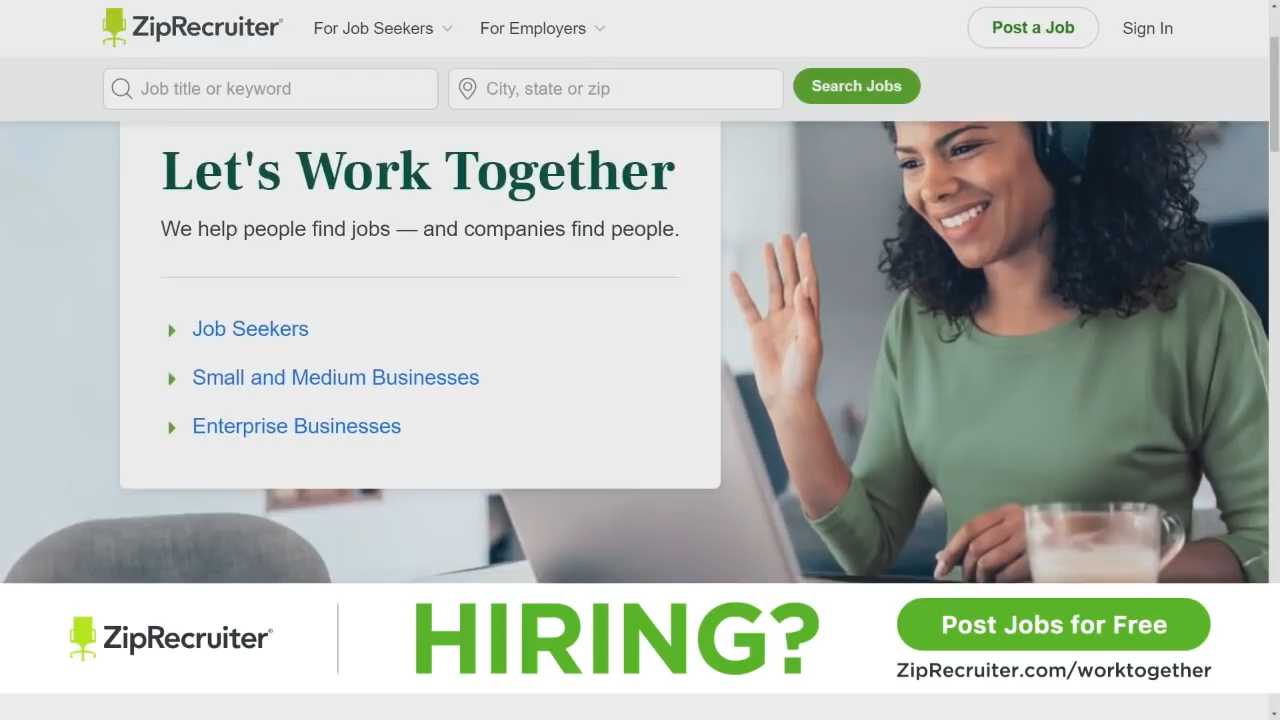 ZipRecruiter®
For Job Seekers
For Employers
Post a Job
Sign In
Job title or keyword
City, state or zip
Search Jobs
Let's Work Together
We help people find jobs — and companies find people.
Job Seekers
Small and Medium Businesses
Enterprise Businesses
ZipRecruiter®
HIRING?
Post Jobs for Free
ZipRecruiter.com/worktogether